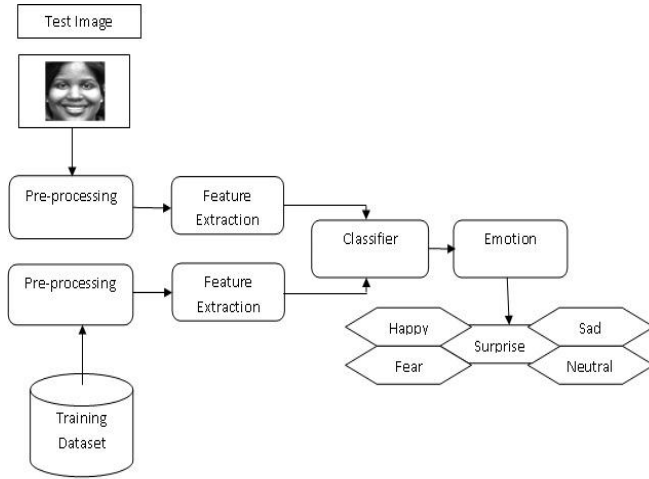 Test Image
Pre-processing
Feature
Extraction
Classifier
Emotion
Pre-processing
Feature
Extraction
Happy
Sad
Surprise
Fear
Neutral
Training
Dataset